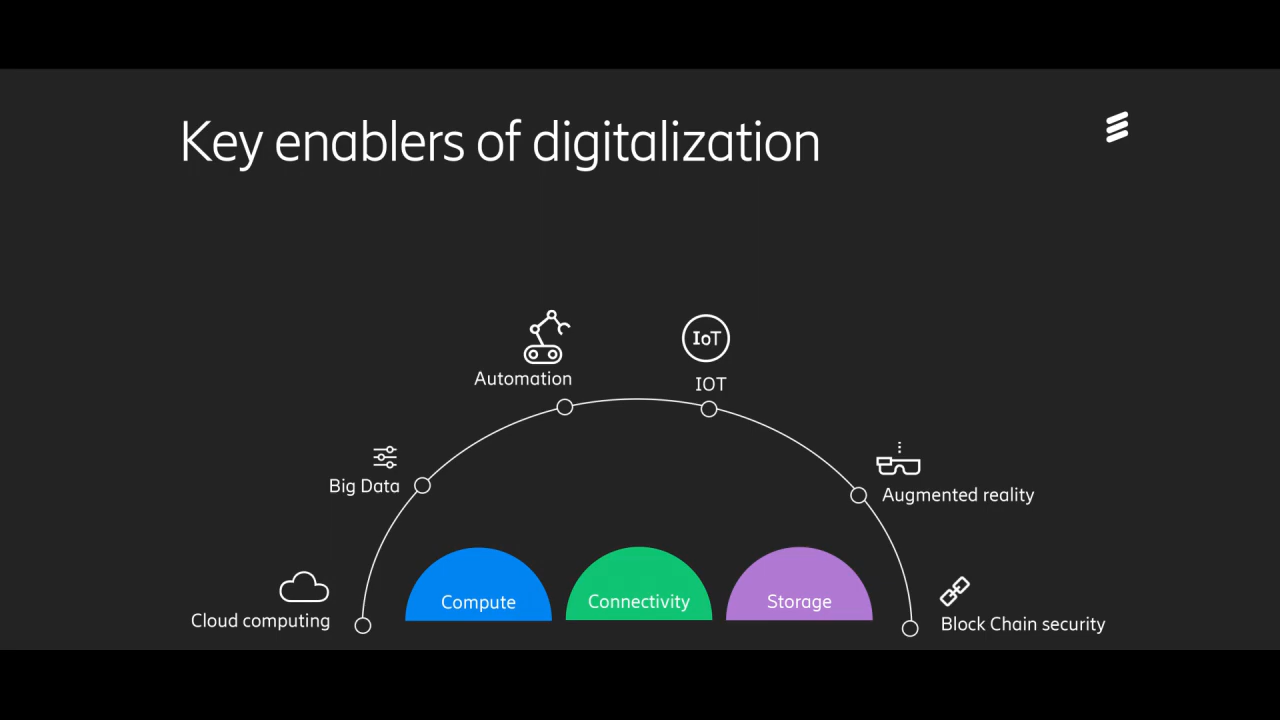 Key enablers of digitalization
IoT
Automation
IOT
Big Data
Augmented reality
Compute
Connectivity
Storage
Cloud computing
Block Chain security